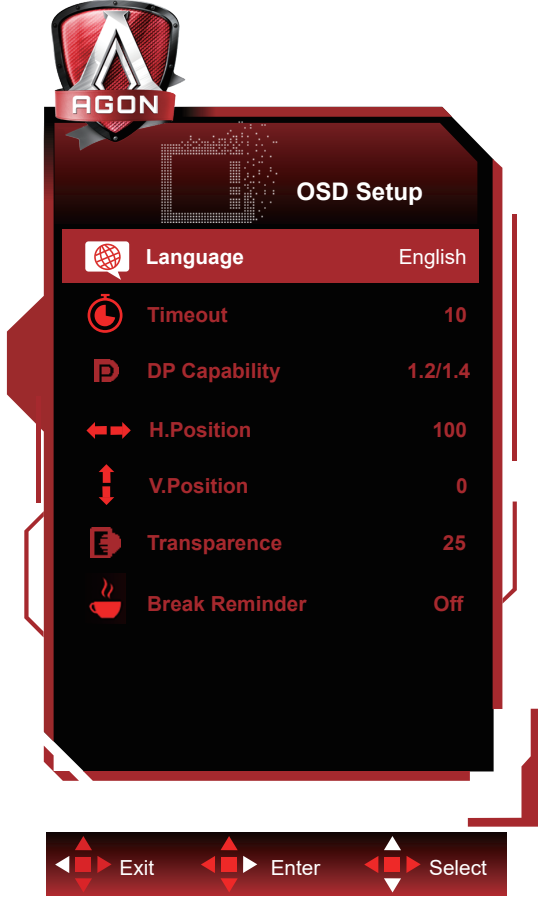 AGON
OSD Setup
Language English
Timeout 10
DP Capability 1.2/1.4
H.Position 100
V.Position 0
Transparence 25
Break Reminder Off
Exit Enter Select